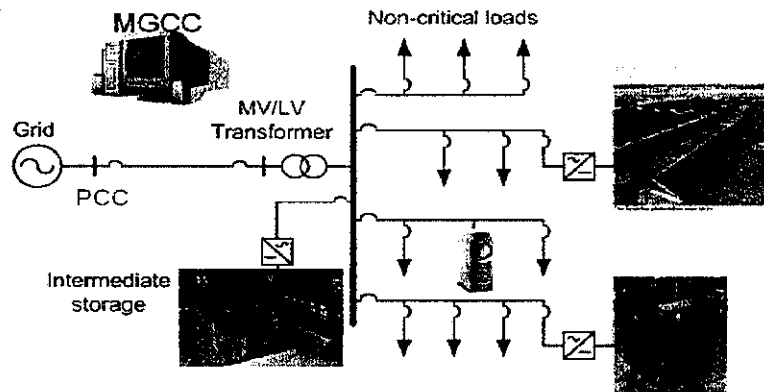 MGCC
Non-critical loads
MV/LV
Transformer
Grid
PCC
Intermediate
storage